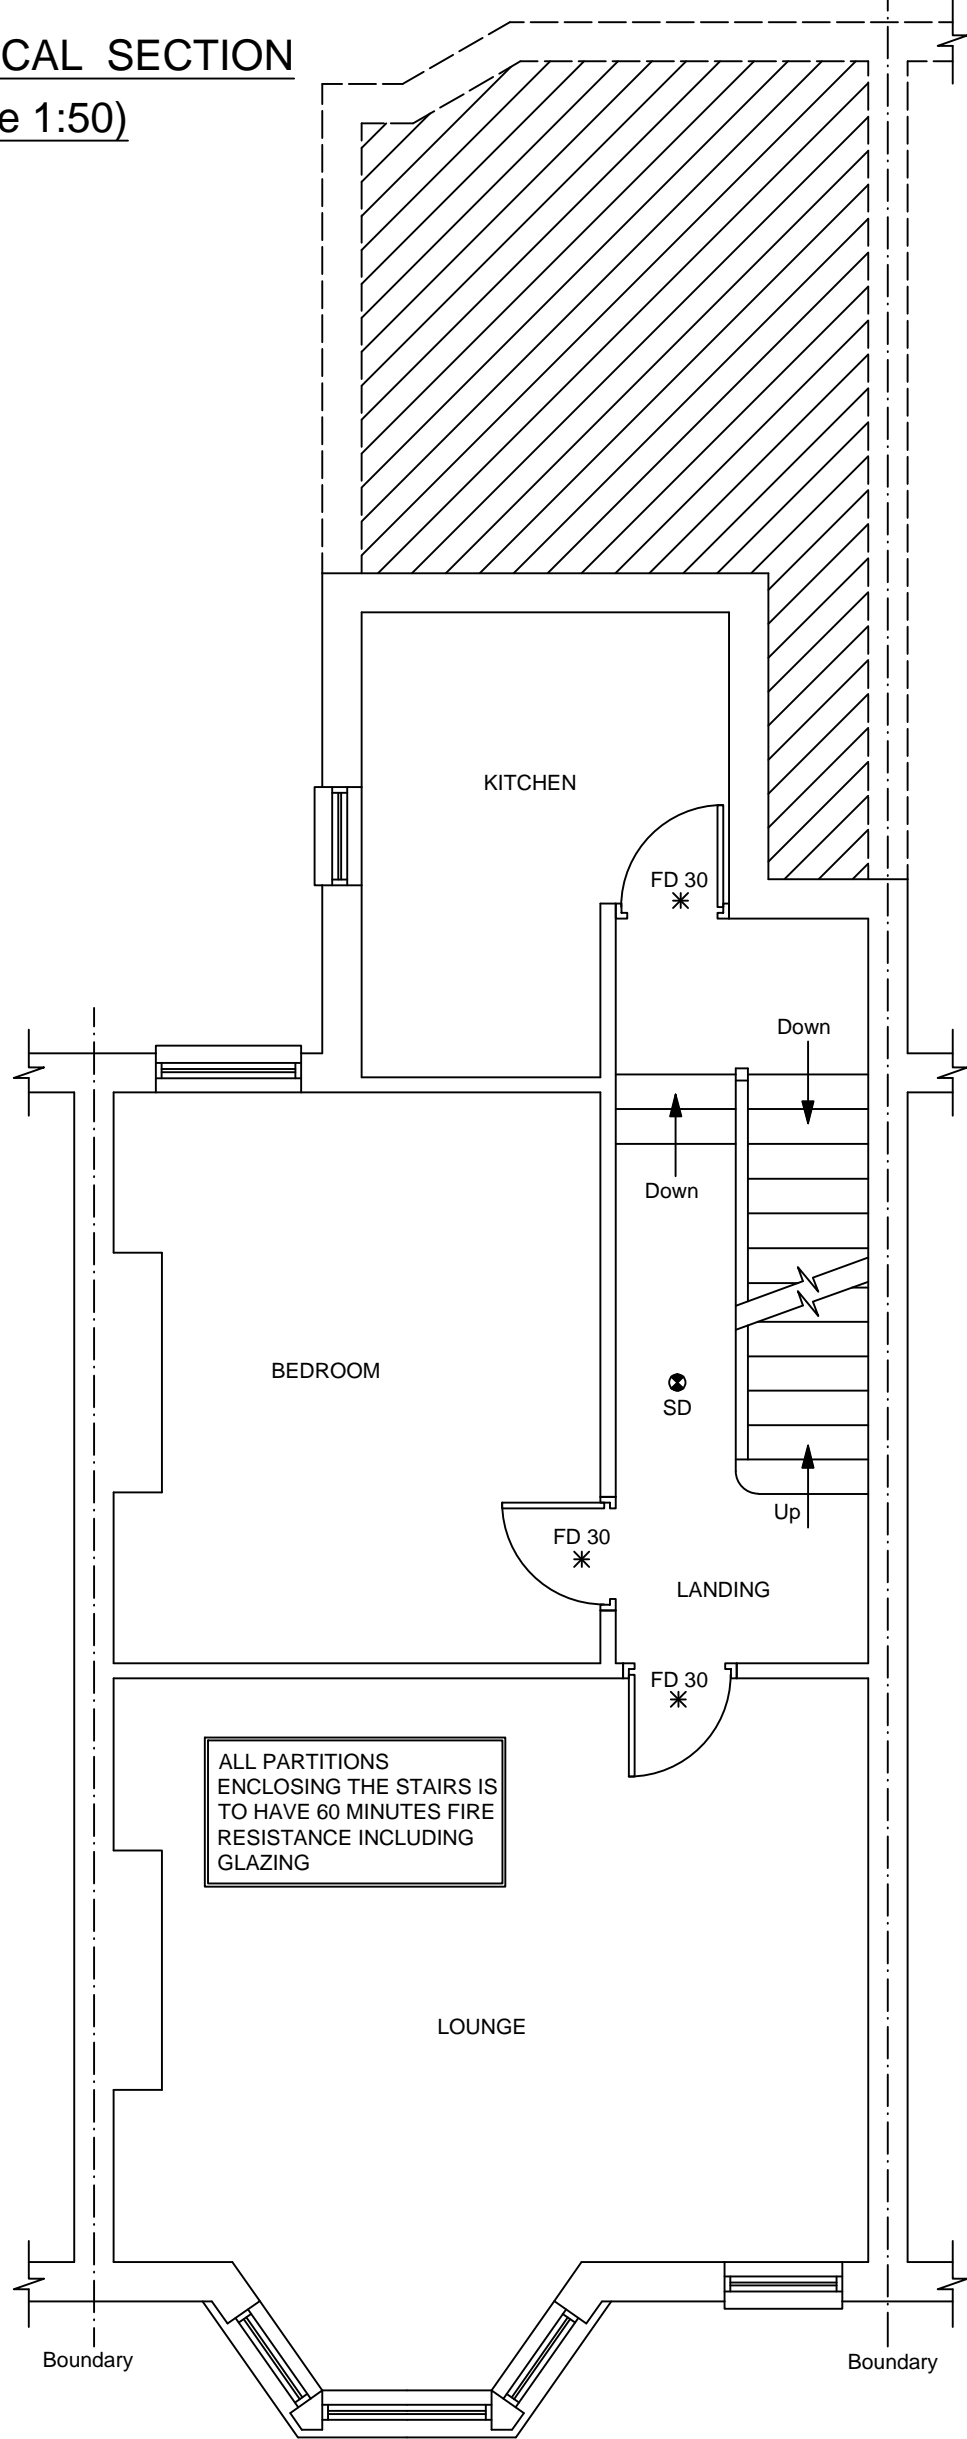 CAL SECTION
e 1:50)
KITCHEN
FD 30
Down
Down
BEDROOM
SD
Up
FD 30
LANDING
FD 30
ALL PARTITIONS
ENCLOSING THE STAIRS IS
TO HAVE 60 MINUTES FIRE
RESISTANCE INCLUDING
GLAZING
LOUNGE
Boundary
Boundary